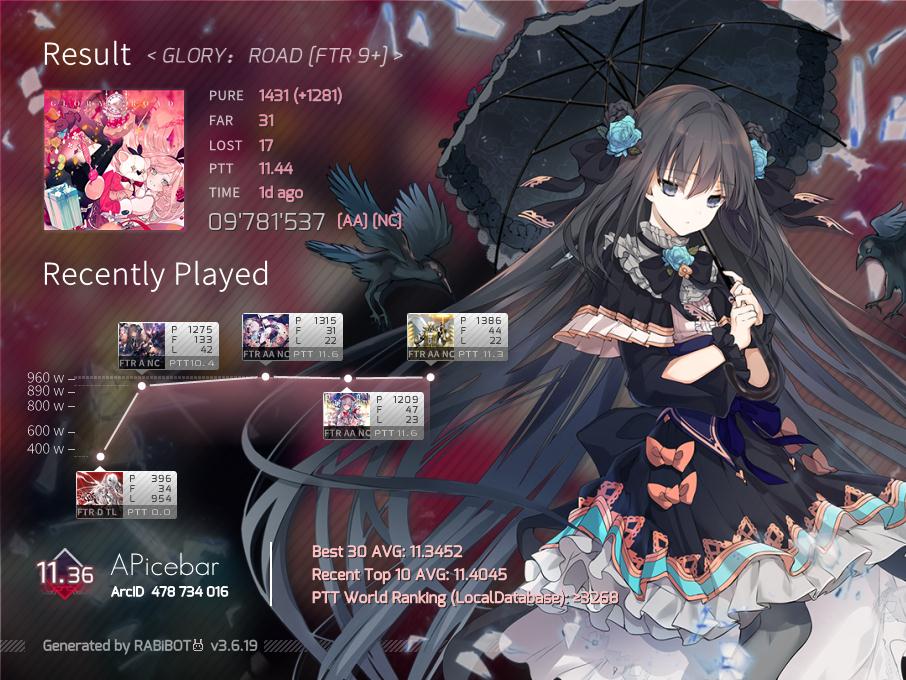 Result < GLORY：ROAD [FTR 9+] >
GLORY ROAD
PURE 1431 (+1281)
FAR 31
LOST 17
PTT 11.44
TIME 1d ago
09'781'537 [AA] [NC]
Recently Played
P 1275
F 133
L 42
FTR A NC PTT 10.4
P 1315
F 31
L 22
FTR AA NC PTT 11.6
P 1386
F 44
L 22
FTR AA NC PTT 11.3
960 w
890 w
800 w
600 w
400 w
P 1209
F 47
L 23
FTR AA NC PTT 11.6
P 396
F 34
L 954
FTR D TL PTT 0.0
11.36 APicebar
ArcID 478 734 016
Best 30 AVG: 11.3452
Recent Top 10 AVG: 11.4045
PTT World Ranking (LocalDatabase): ≥3268
Generated by RABiBOT v3.6.19